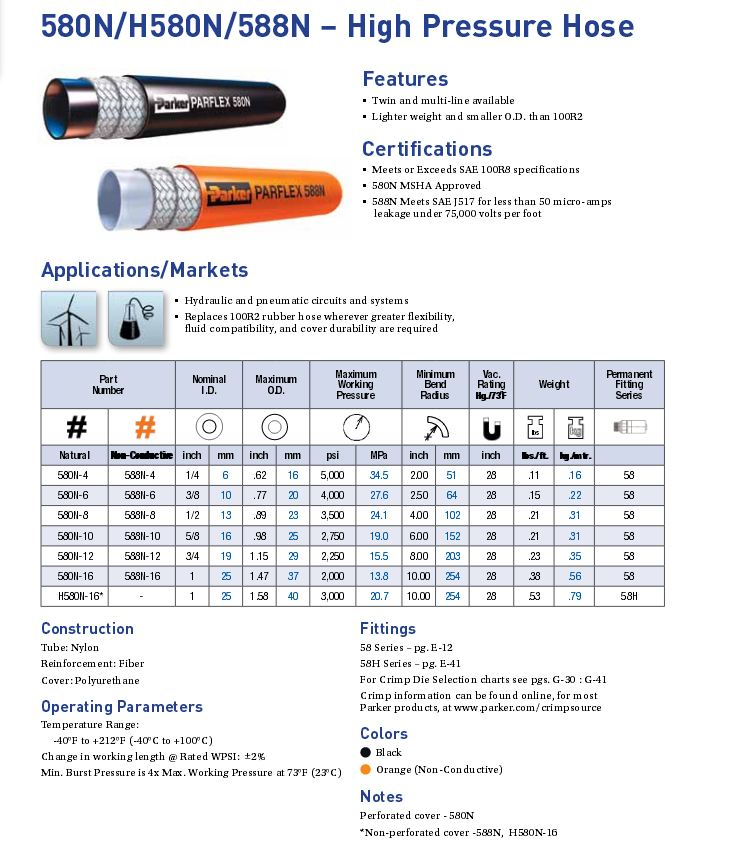 580N/H580N/588N – High Pressure Hose
Parker PARFLEX 580N
Parker PARFLEX 588N
Features
▪ Twin and multi-line available
▪ Lighter weight and smaller O.D. than 100R2
Certifications
▪ Meets or Exceeds SAE 100R8 specifications
▪ 580N MSHA Approved
▪ 588N Meets SAE J517 for less than 50 micro-amps
leakage under 75,000 volts per foot
Applications/Markets
▪ Hydraulic and pneumatic circuits and systems
▪ Replaces 100R2 rubber hose wherever greater flexibility,
fluid compatibility, and cover durability are required
Part Number Nominal I.D. Maximum O.D. Maximum Working Pressure Minimum Bend Radius Vac. Rating Hg./73°F Weight Permanent Fitting Series
# # lbs kg
Natural Non-Conductive inch mm inch mm psi MPa inch mm inch lbs./ft. kg./mtr.
580N-4 588N-4 1/4 6 .62 16 5,000 34.5 2.00 51 28 .11 .16 58
580N-6 588N-6 3/8 10 .77 20 4,000 27.6 2.50 64 28 .15 .22 58
580N-8 588N-8 1/2 13 .89 23 3,500 24.1 4.00 102 28 .21 .31 58
580N-10 588N-10 5/8 16 .98 25 2,750 19.0 6.00 152 28 .21 .31 58
580N-12 588N-12 3/4 19 1.15 29 2,250 15.5 8.00 203 28 .23 .35 58
580N-16 588N-16 1 25 1.47 37 2,000 13.8 10.00 254 28 .38 .56 58
H580N-16* - 1 25 1.58 40 3,000 20.7 10.00 254 28 .53 .79 58H
Construction
Tube: Nylon
Reinforcement: Fiber
Cover: Polyurethane
Operating Parameters
Temperature Range:
-40°F to +212°F (-40°C to +100°C)
Change in working length @ Rated WPSI: ±2%
Min. Burst Pressure is 4x Max. Working Pressure at 73°F (23°C)
Fittings
58 Series – pg. E-12
58H Series – pg. E-41
For Crimp Die Selection charts see pgs. G-30 : G-41
Crimp information can be found online, for most
Parker products, at www.parker.com/crimpsource
Colors
Black
Orange (Non-Conductive)
Notes
Perforated cover - 580N
*Non-perforated cover -588N, H580N-16